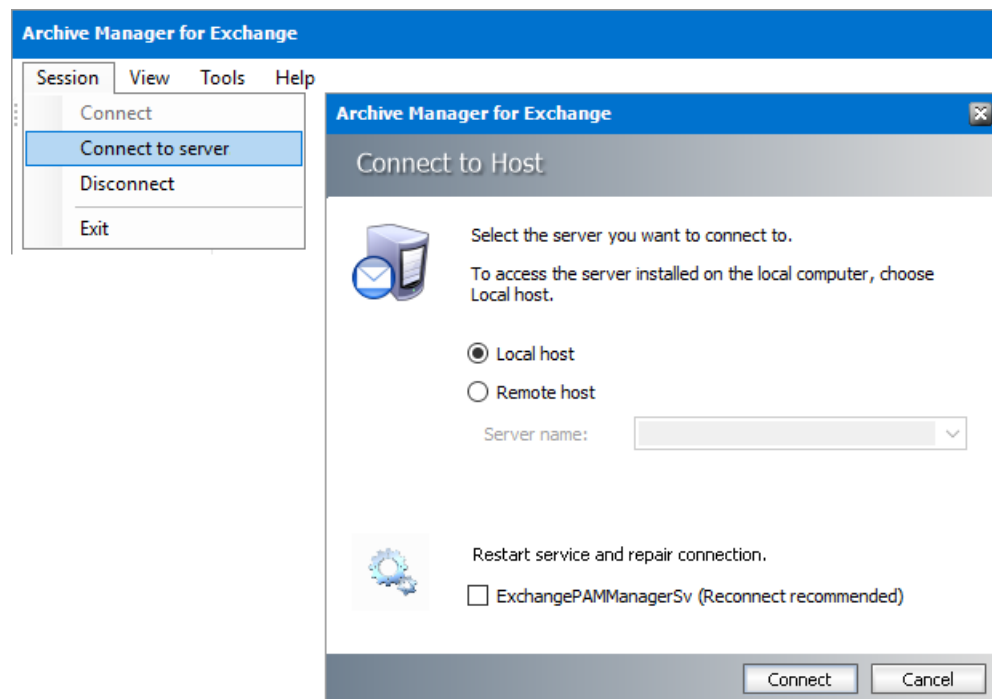 Archive Manager for Exchange
Session View Tools Help
Connect
Connect to server
Disconnect
Exit
Archive Manager for Exchange
Connect to Host
Select the server you want to connect to.
To access the server installed on the local computer, choose
Local host.
Local host
Remote host
Server name:
Restart service and repair connection.
ExchangePAMManagerSv (Reconnect recommended)
Connect Cancel